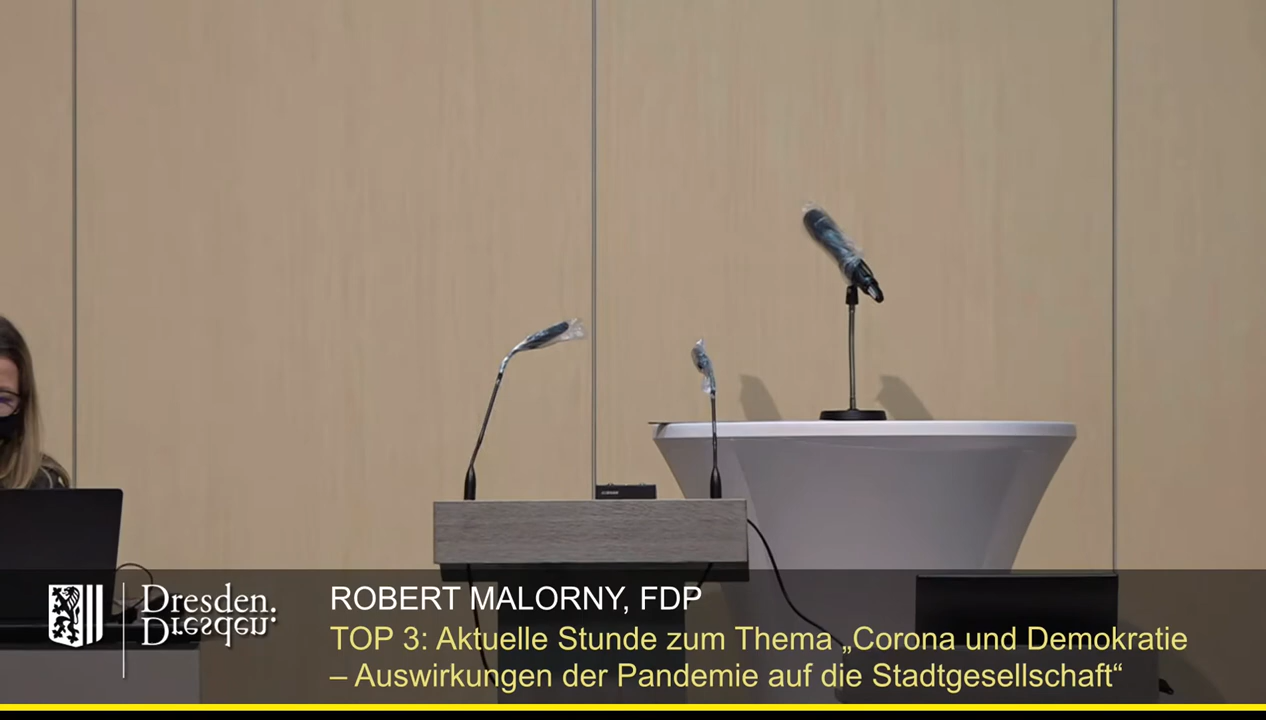 Dresden.
Dresden.
ROBERT MALORNY, FDP
TOP 3: Aktuelle Stunde zum Thema „Corona und Demokratie
– Auswirkungen der Pandemie auf die Stadtgesellschaft“